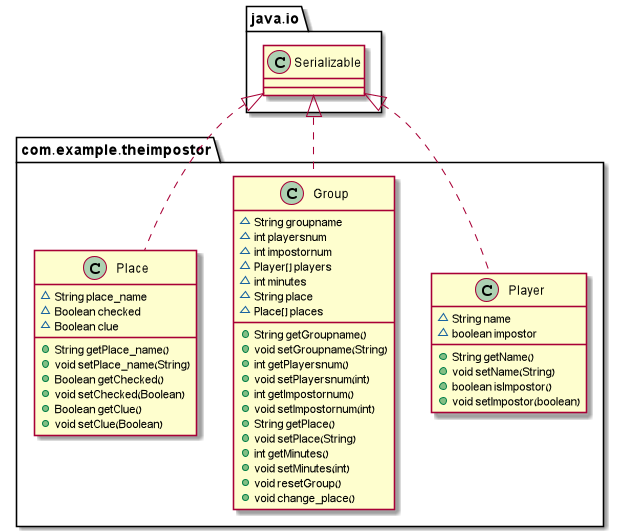 java.io
C Serializable
com.example.theimpostor
C Place
String place_name
Boolean checked
Boolean clue
String getPlace_name()
void setPlace_name(String)
Boolean getChecked()
void setChecked(Boolean)
Boolean getClue()
void setClue(Boolean)
C Group
String groupname
int playersnum
int impostornum
Player[] players
int minutes
String place
Place[] places
String getGroupname()
void setGroupname(String)
int getPlayersnum()
void setPlayersnum(int)
int getImpostornum()
void setImpostornum(int)
String getPlace()
void setPlace(String)
int getMinutes()
void setMinutes(int)
void resetGroup()
void change_place()
C Player
String name
boolean impostor
String getName()
void setName(String)
boolean isImpostor()
void setImpostor(boolean)